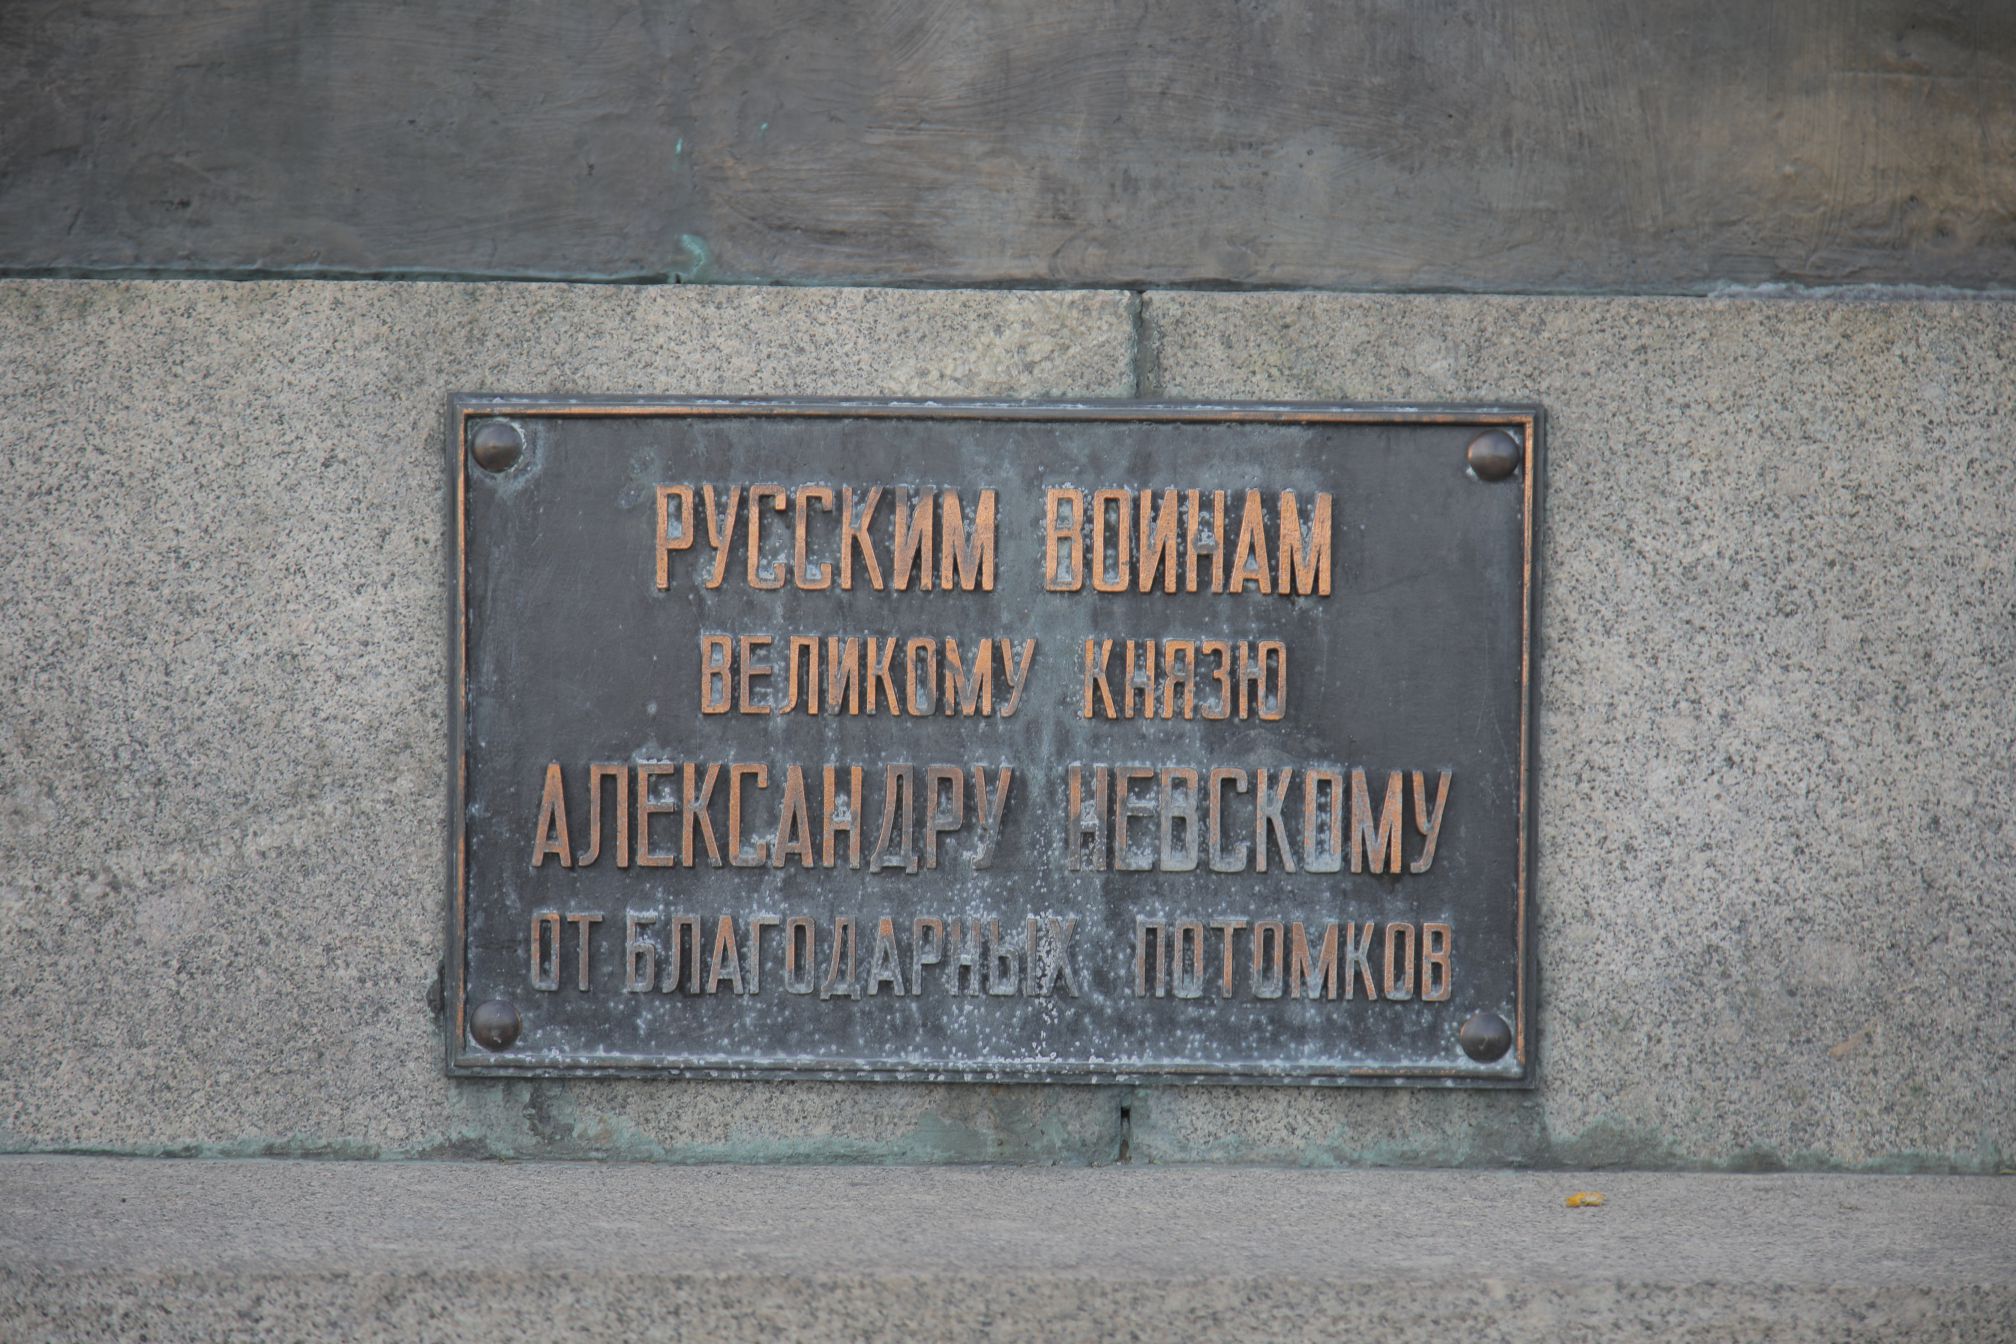 РУССКИМ ВОИНАМ
ВЕЛИКОМУ КНЯЗЮ
АЛЕКСАНДРУ НЕВСКОМУ
ОТ БЛАГОДАРНЫХ ПОТОМКОВ